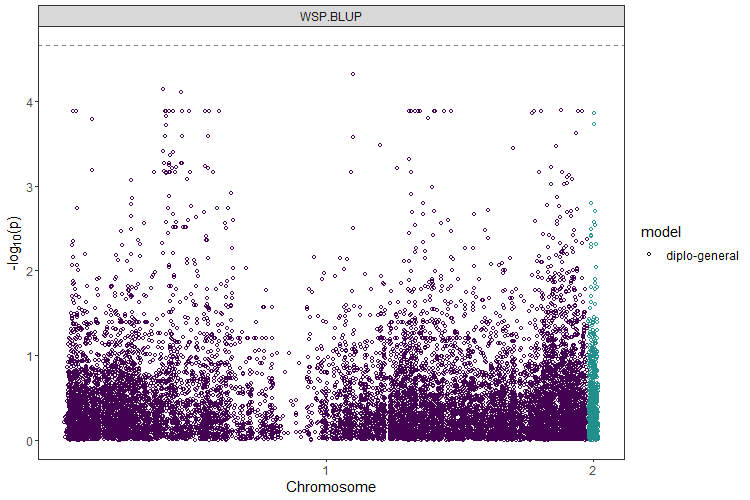 WSP.BLUP
-log10(p)
4
3
2
1
0
1
2
Chromosome
model
diplo-general